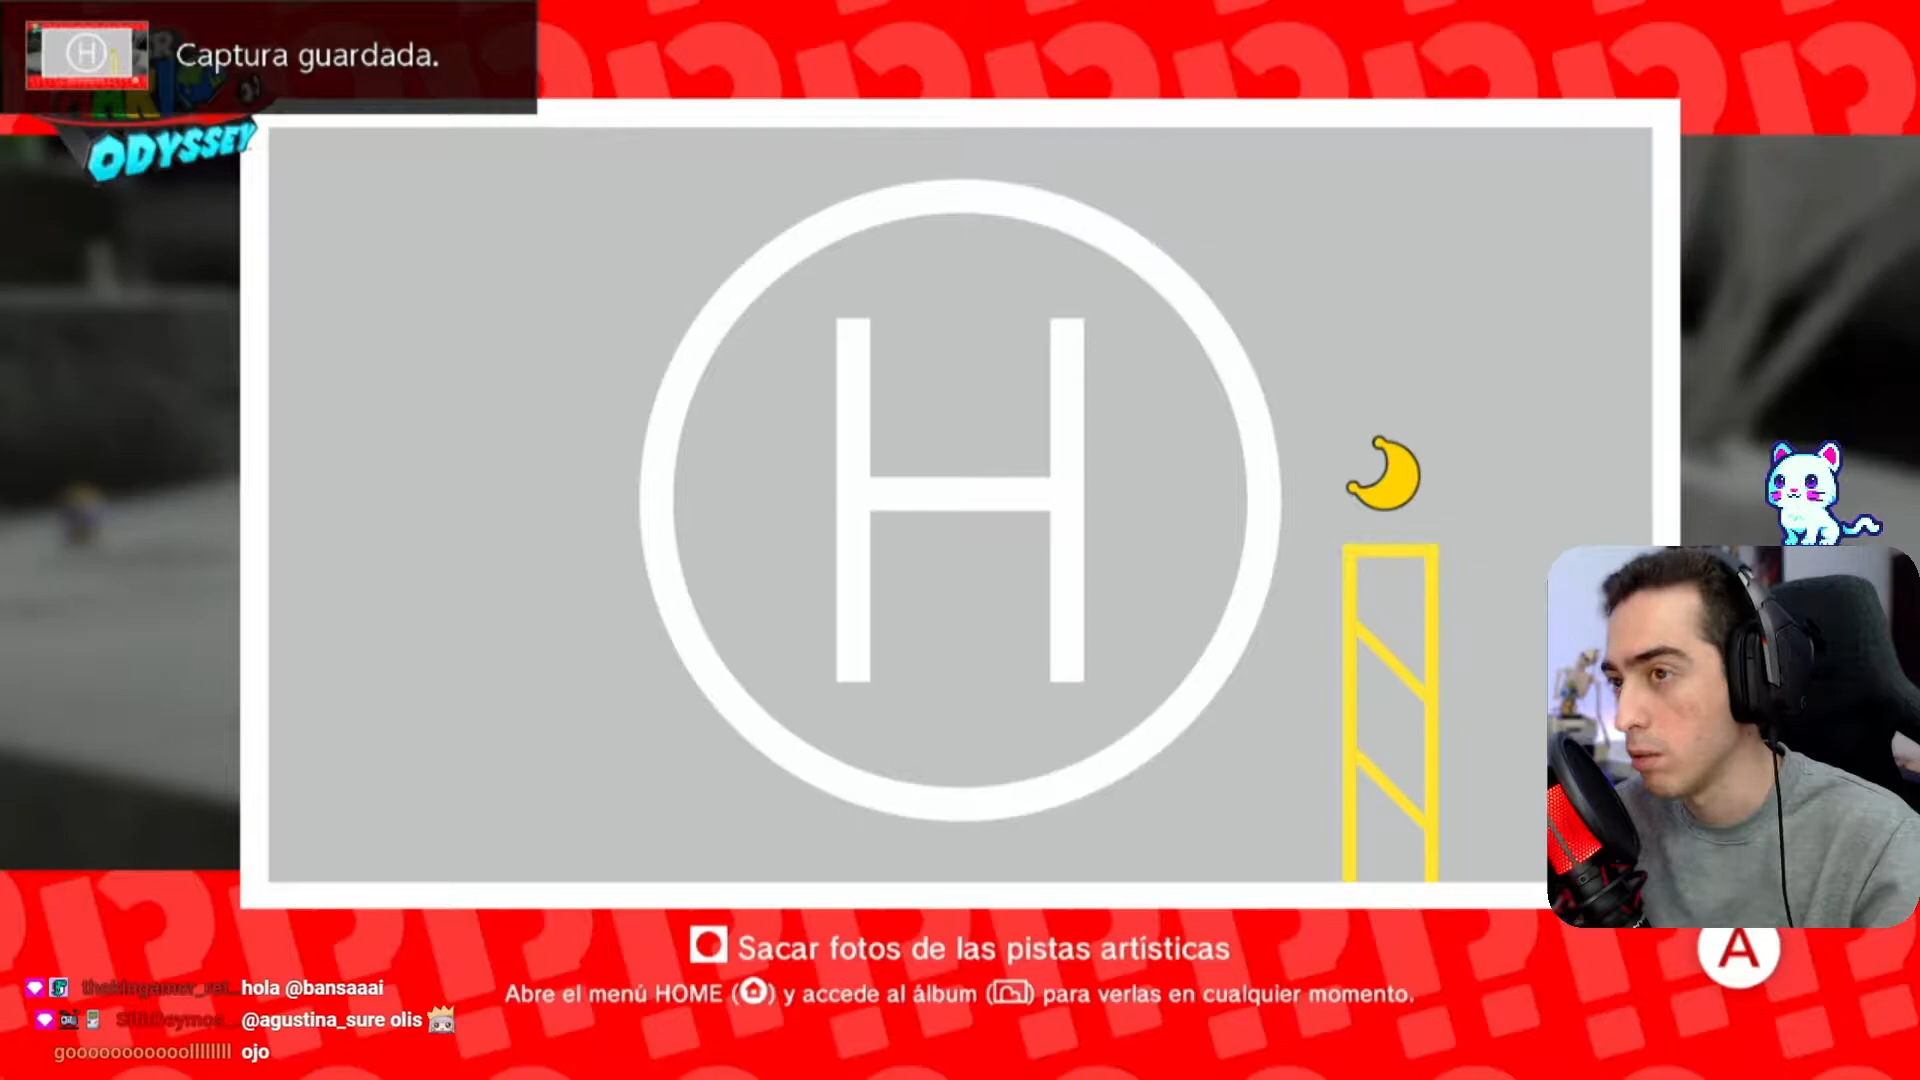 Captura guardada.
ODYSSEY
H
Sacar fotos de las pistas artísticas
A
Abre el menú HOME () y accede al álbum () para verlas en cualquier momento.
hola @bansaaai
@agustina_sure olis
gooooooooooollllllll ojo